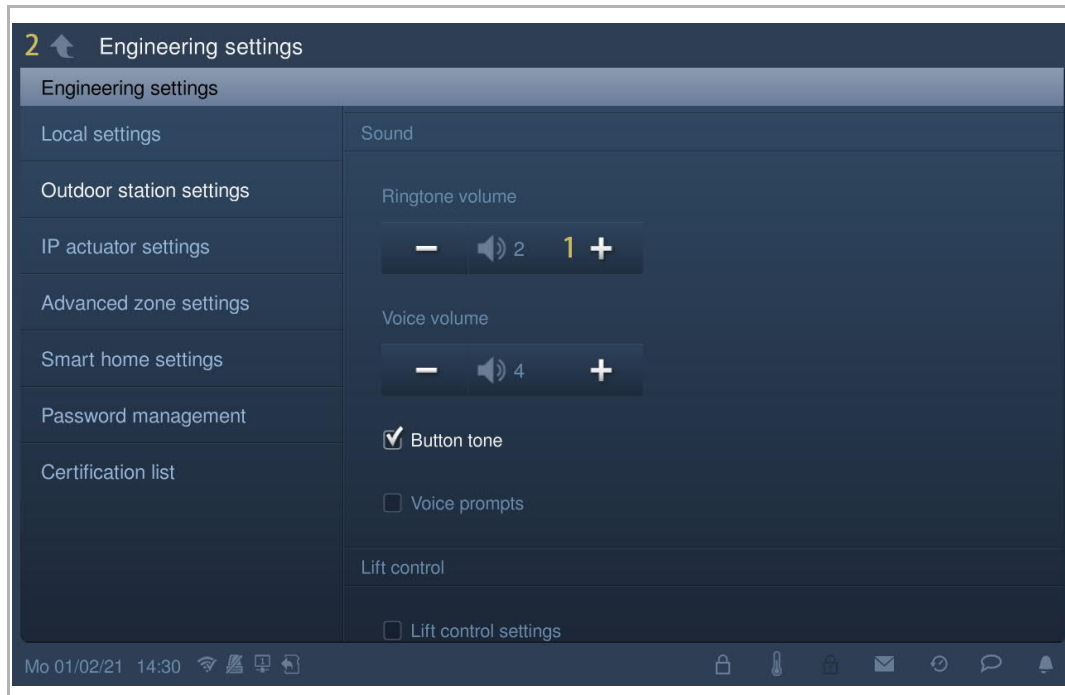 2 Engineering settings
Engineering settings
Local settings
Outdoor station settings
IP actuator settings
Advanced zone settings
Smart home settings
Password management
Certification list
Sound
Ringtone volume
− 2 1 +
Voice volume
− 4 +
Button tone
Voice prompts
Lift control
Lift control settings
Mo 01/02/21 14:30